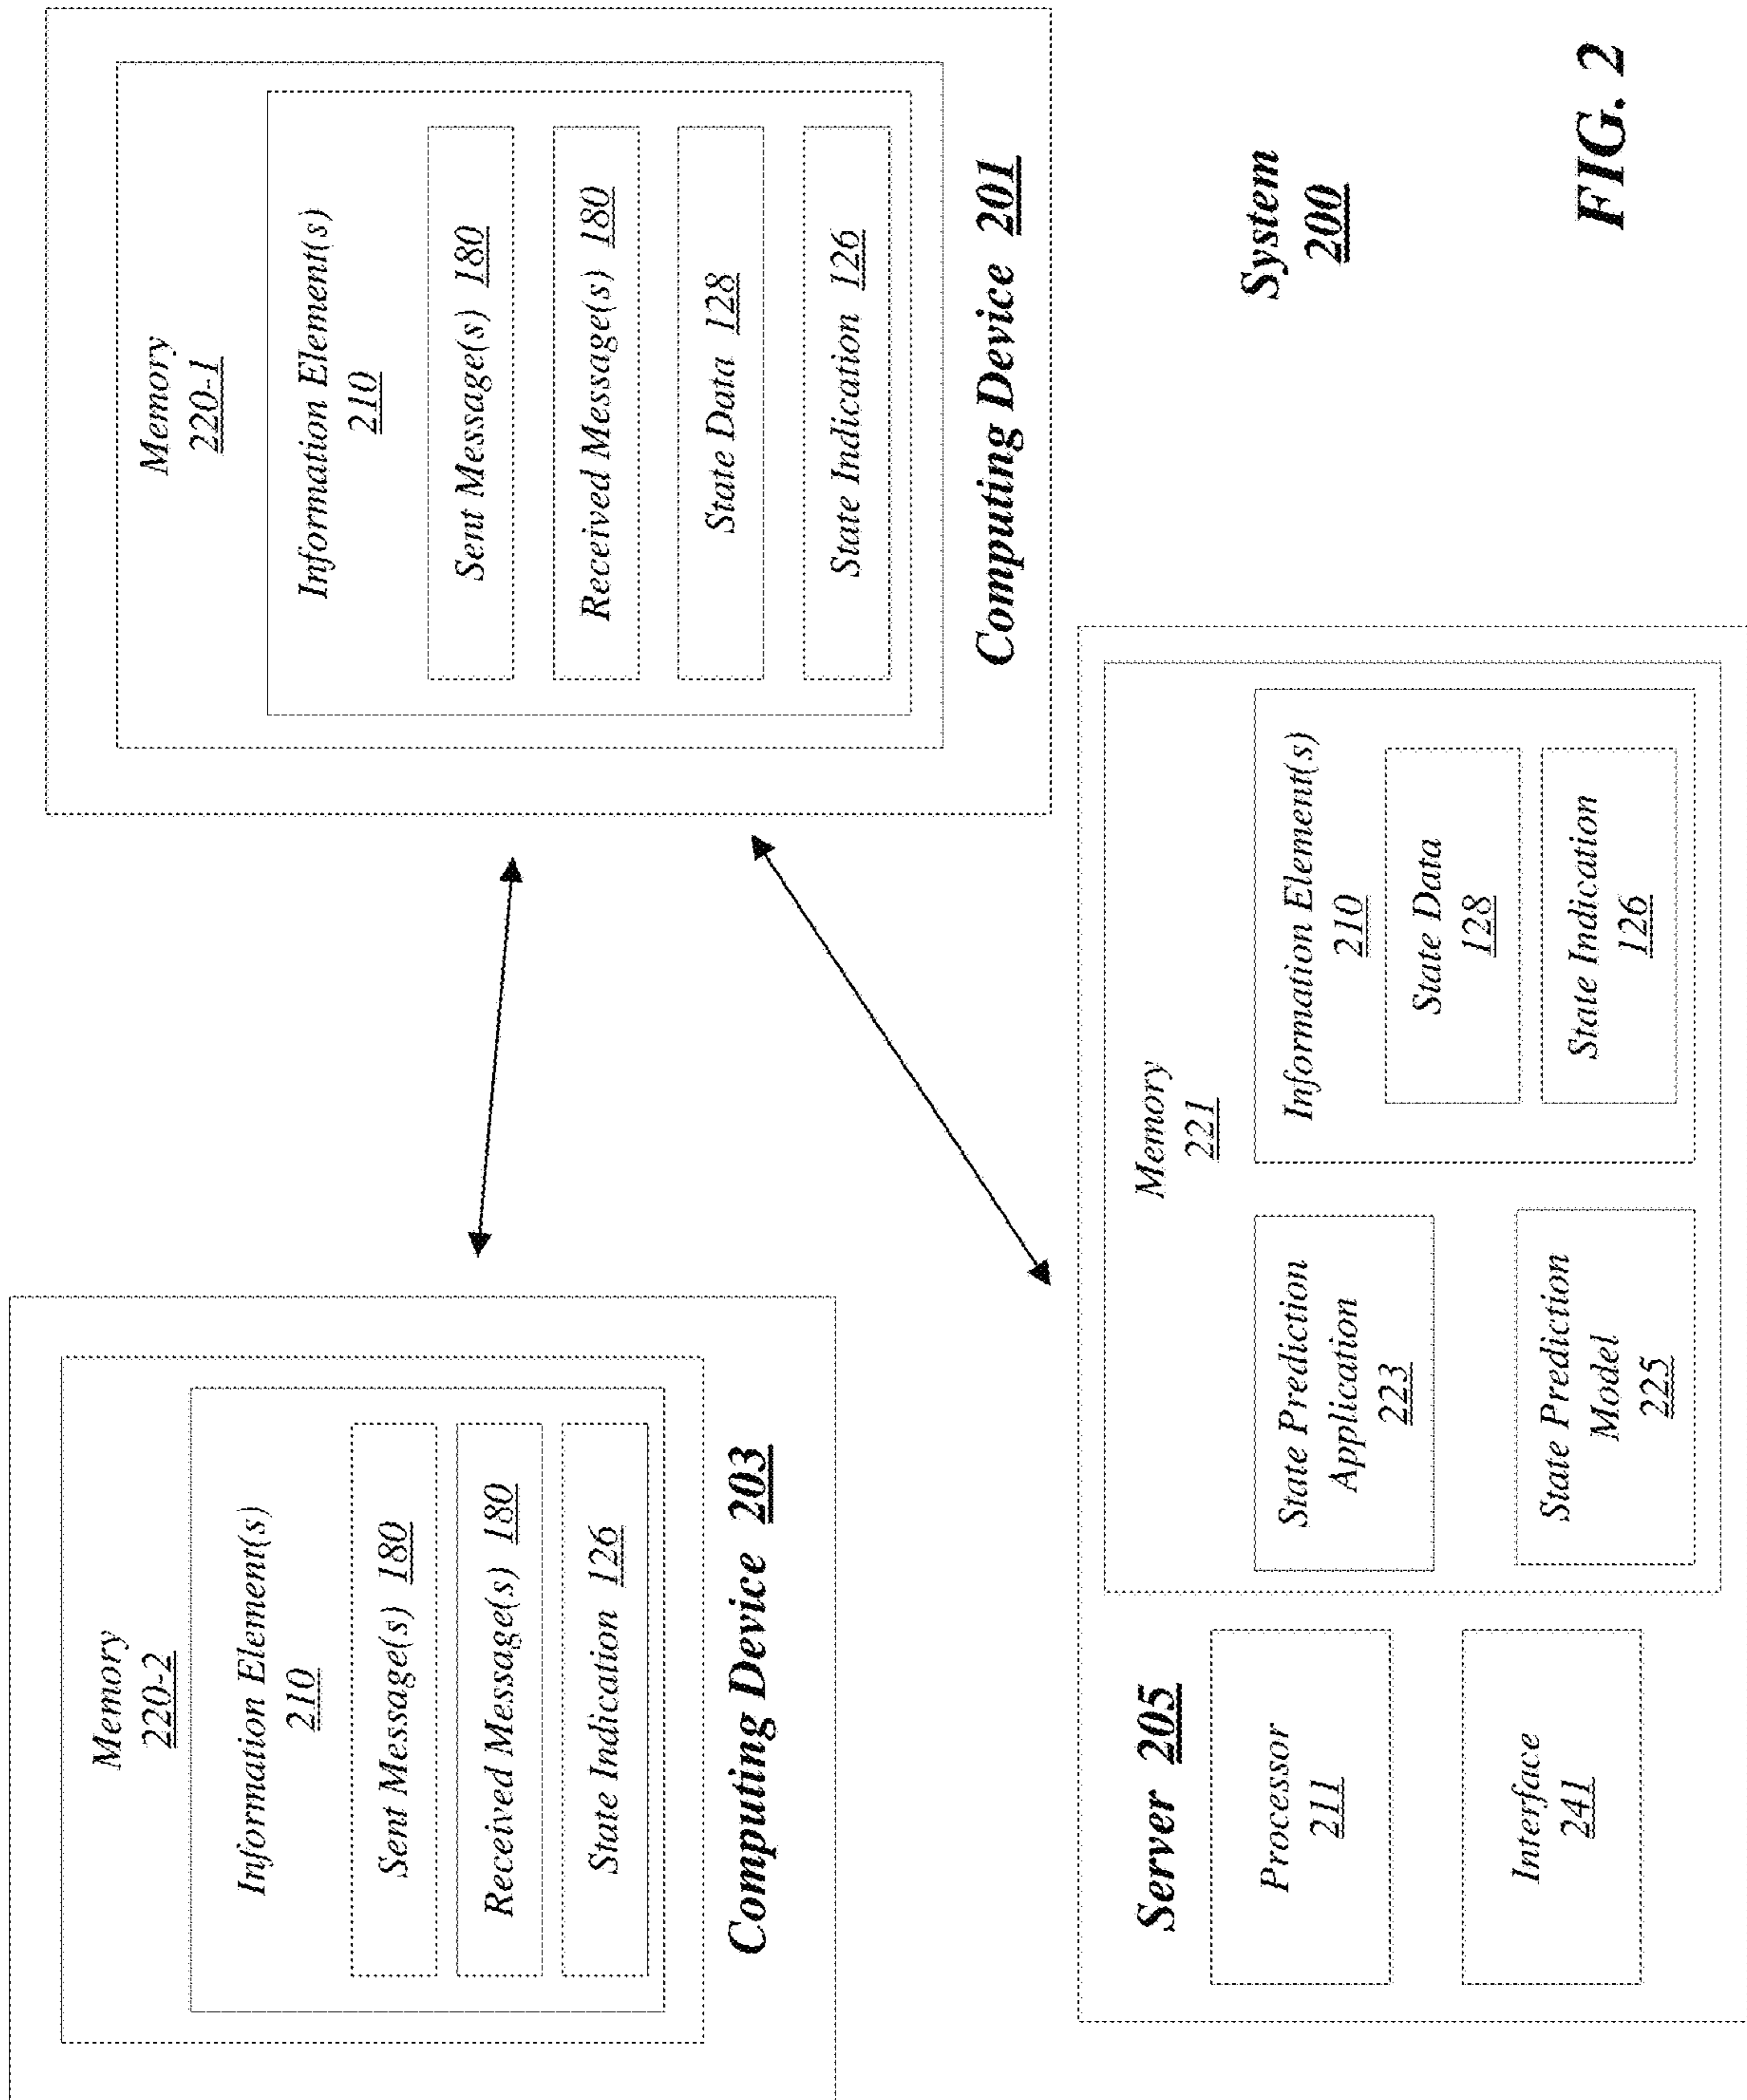 Memory
220-2
Information Element(s)
210
Sent Message(s) 180
Received Message(s) 180
State Indication 126
Computing Device 203
Memory
220-1
Information Element(s)
210
Sent Message(s) 180
Received Message(s) 180
State Data 128
State Indication 126
Computing Device 201
Server 205
Processor
211
Interface
241
Memory
221
State Prediction
Application
223
State Prediction
Model
225
Information Element(s)
210
State Data
128
State Indication
126
System
200
FIG. 2